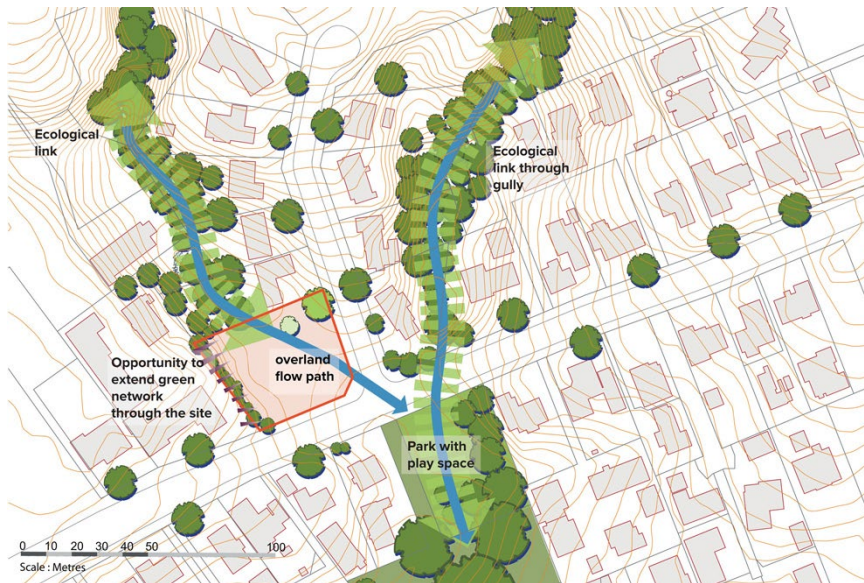 Ecological
link
Ecological
link through
gully
Opportunity to
extend green
network
through the site
overland
flow path
Park with
play space
0 10 20 30 40 50 100
Scale : Metres